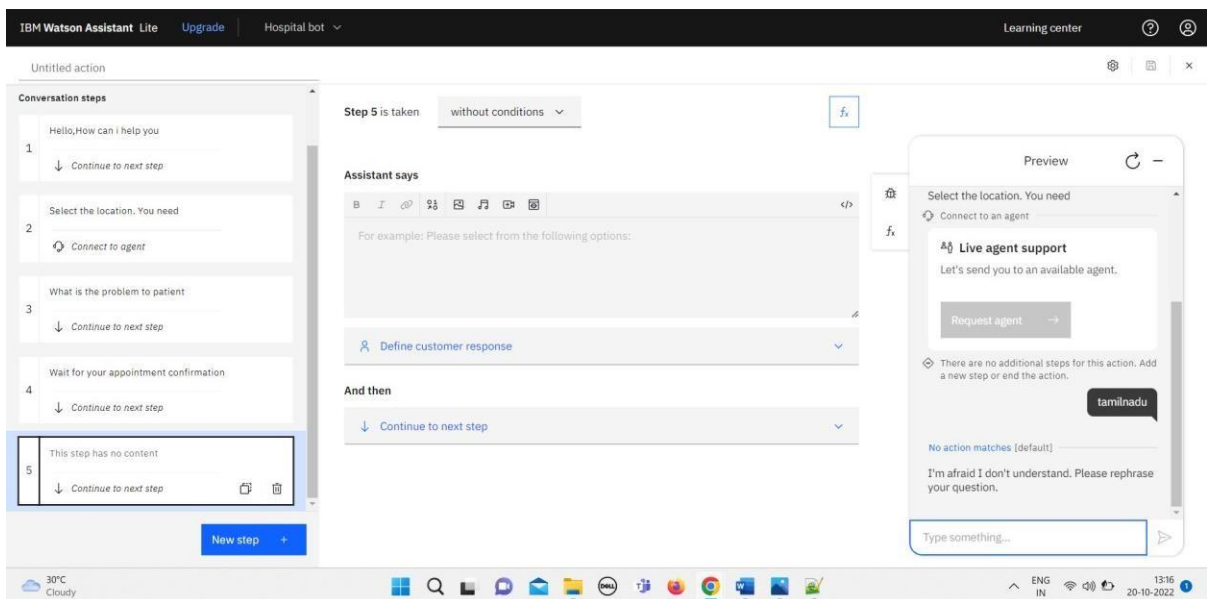 IBM Watson Assistant Lite Upgrade Hospital bot Learning center
Untitled action
Conversation steps
1
Hello,How can i help you
Continue to next step
2
Select the location. You need
Connect to agent
3
What is the problem to patient
Continue to next step
4
Wait for your appointment confirmation
Continue to next step
5
This step has no content
Continue to next step
New step +
Step 5 is taken without conditions
fx
Assistant says
B I </>
For example: Please select from the following options:
Define customer response
And then
Continue to next step
fx
Preview
Select the location. You need
Connect to an agent
Live agent support
Let's send you to an available agent.
Request agent
There are no additional steps for this action. Add
a new step or end the action.
tamilnadu
No action matches [default]
I'm afraid I don't understand. Please rephrase
your question.
Type something...
30°C
Cloudy
DELL
ENG
IN
13:16
20-10-2022
1